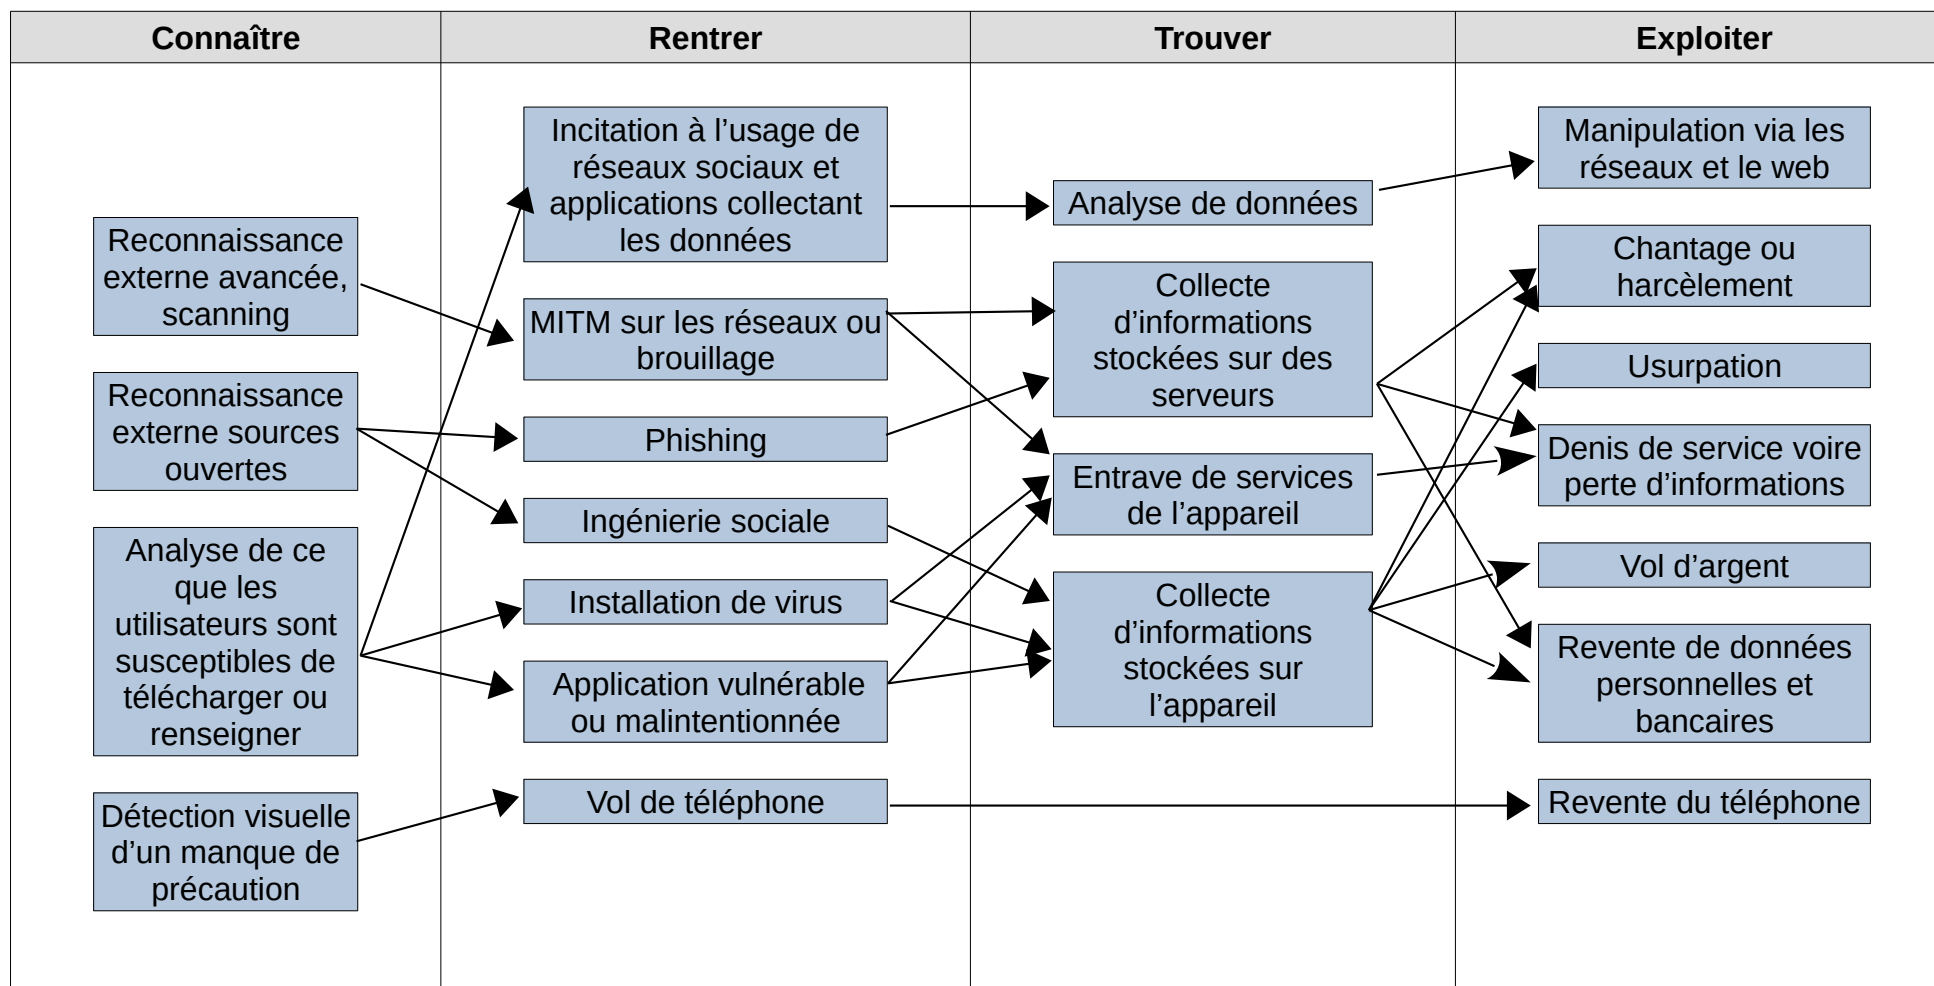 Connaître
Rentrer
Trouver
Exploiter
Reconnaissance
externe avancée,
scanning
Reconnaissance
externe sources
ouvertes
Analyse de ce
que les
utilisateurs sont
susceptibles de
télécharger ou
renseigner
Détection visuelle
d’un manque de
précaution
Incitation à l’usage de
réseaux sociaux et
applications collectant
les données
MITM sur les réseaux ou
brouillage
Phishing
Ingénierie sociale
Installation de virus
Application vulnérable
ou malintentionnée
Vol de téléphone
Analyse de données
Collecte
d’informations
stockées sur des
serveurs
Entrave de services
de l’appareil
Collecte
d’informations
stockées sur
l’appareil
Manipulation via les
réseaux et le web
Chantage ou
harcèlement
Usurpation
Denis de service voire
perte d’informations
Vol d’argent
Revente de données
personnelles et
bancaires
Revente du téléphone